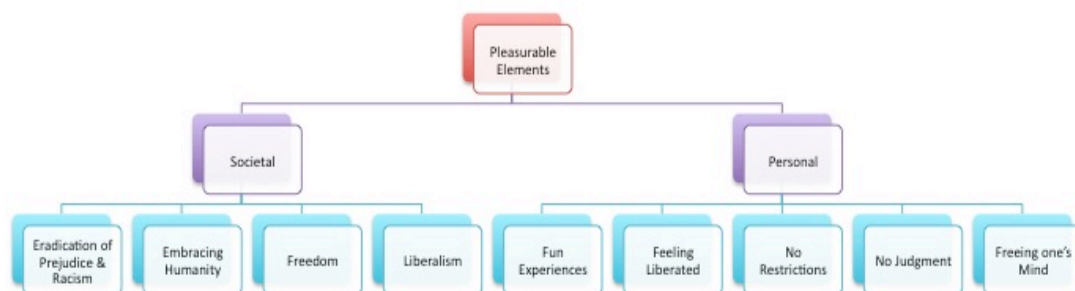 Pleasurable
Elements
Societal
Personal
Eradication of
Prejudice &
Racism
Embracing
Humanity
Freedom
Liberalism
Fun
Experiences
Feeling
Liberated
No
Restrictions
No Judgment
Freeing one's
Mind